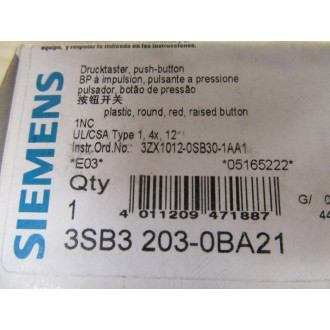 equipo, y respetar lo indicado en las instrucciones.
SIEMENS
Drucktaster, push-button
BP à impulsion, pulsante a pressione
pulsador, botão de pressão
按钮开关
plastic, round, red, raised button
1NC
UL/CSA Type 1, 4x, 12
Instr.Ord.No.: 3ZX1012-0SB30-1AA1
*E03* *05165222*
Qty
1
G/
4 011209 471887
44
3SB3 203-0BA21